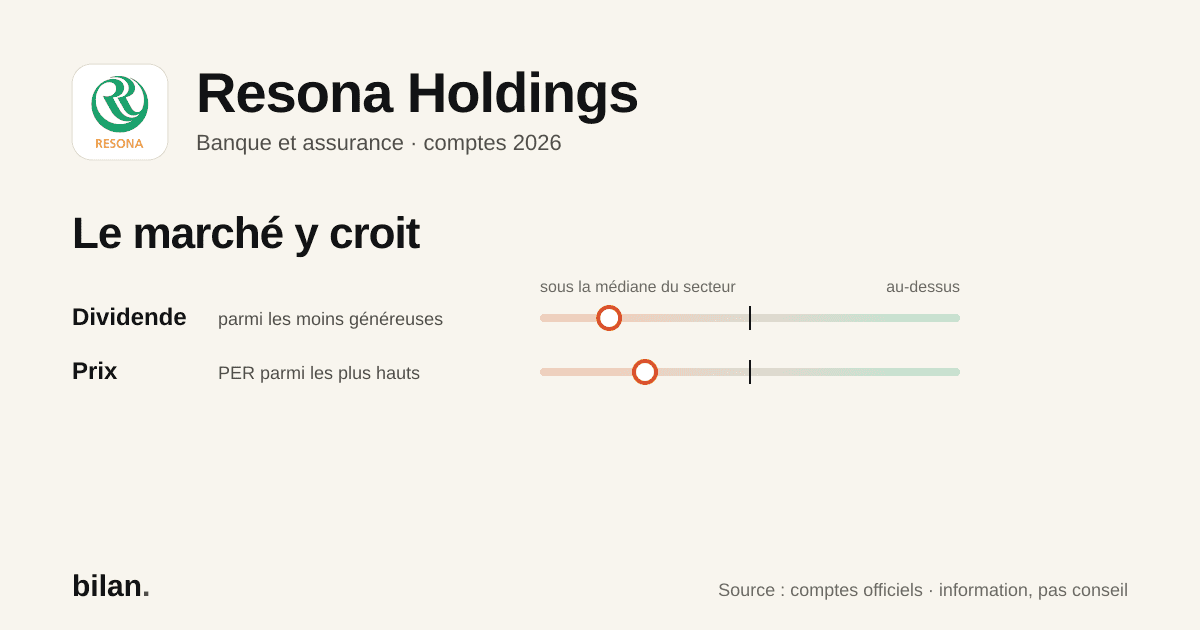 RESONA
Resona Holdings
Banque et assurance · comptes 2026
Le marché y croit
sous la médiane du secteur au-dessus
Dividende parmi les moins généreuses
Prix PER parmi les plus hauts
bilan.
Source : comptes officiels · information, pas conseil